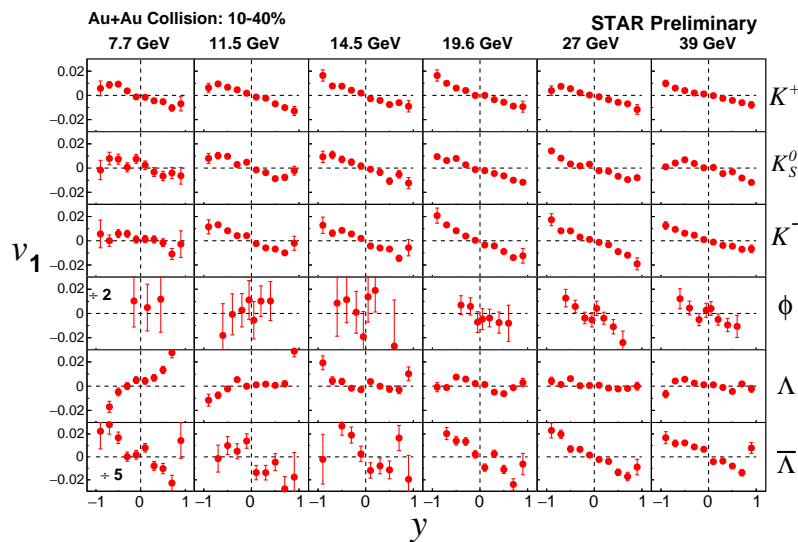 Au+Au Collision: 10-40% STAR Preliminary
7.7 GeV 11.5 GeV 14.5 GeV 19.6 GeV 27 GeV 39 GeV
0.02
0
−0.02
K⁺
0.02
0
−0.02
K⁰_S
0.02
0
−0.02
K⁻
v₁
÷ 2
0.02
0
−0.02
ϕ
0.02
0
−0.02
Λ
0.02
0
−0.02
÷ 5
Λ̅
−1 0 1 −1 0 1 −1 0 1 −1 0 1 −1 0 1 −1 0 1
y